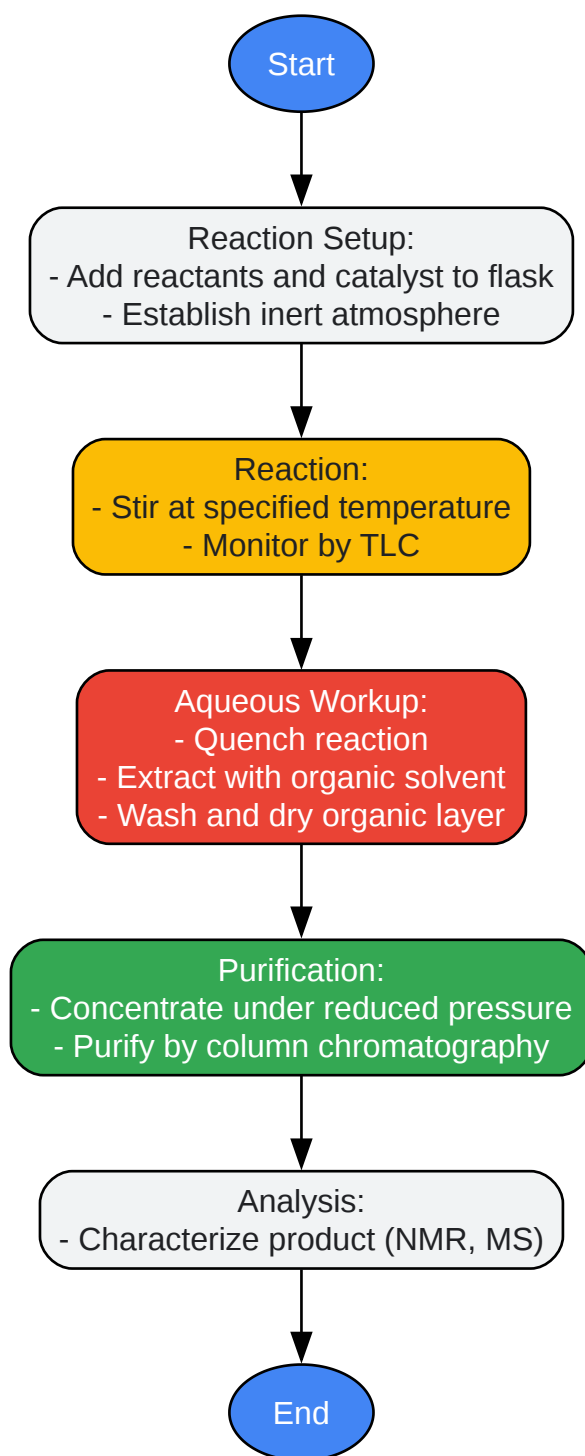 Start
Reaction Setup:
- Add reactants and catalyst to flask
- Establish inert atmosphere
Reaction:
- Stir at specified temperature
- Monitor by TLC
Aqueous Workup:
- Quench reaction
- Extract with organic solvent
- Wash and dry organic layer
Purification:
- Concentrate under reduced pressure
- Purify by column chromatography
Analysis:
- Characterize product (NMR, MS)
End